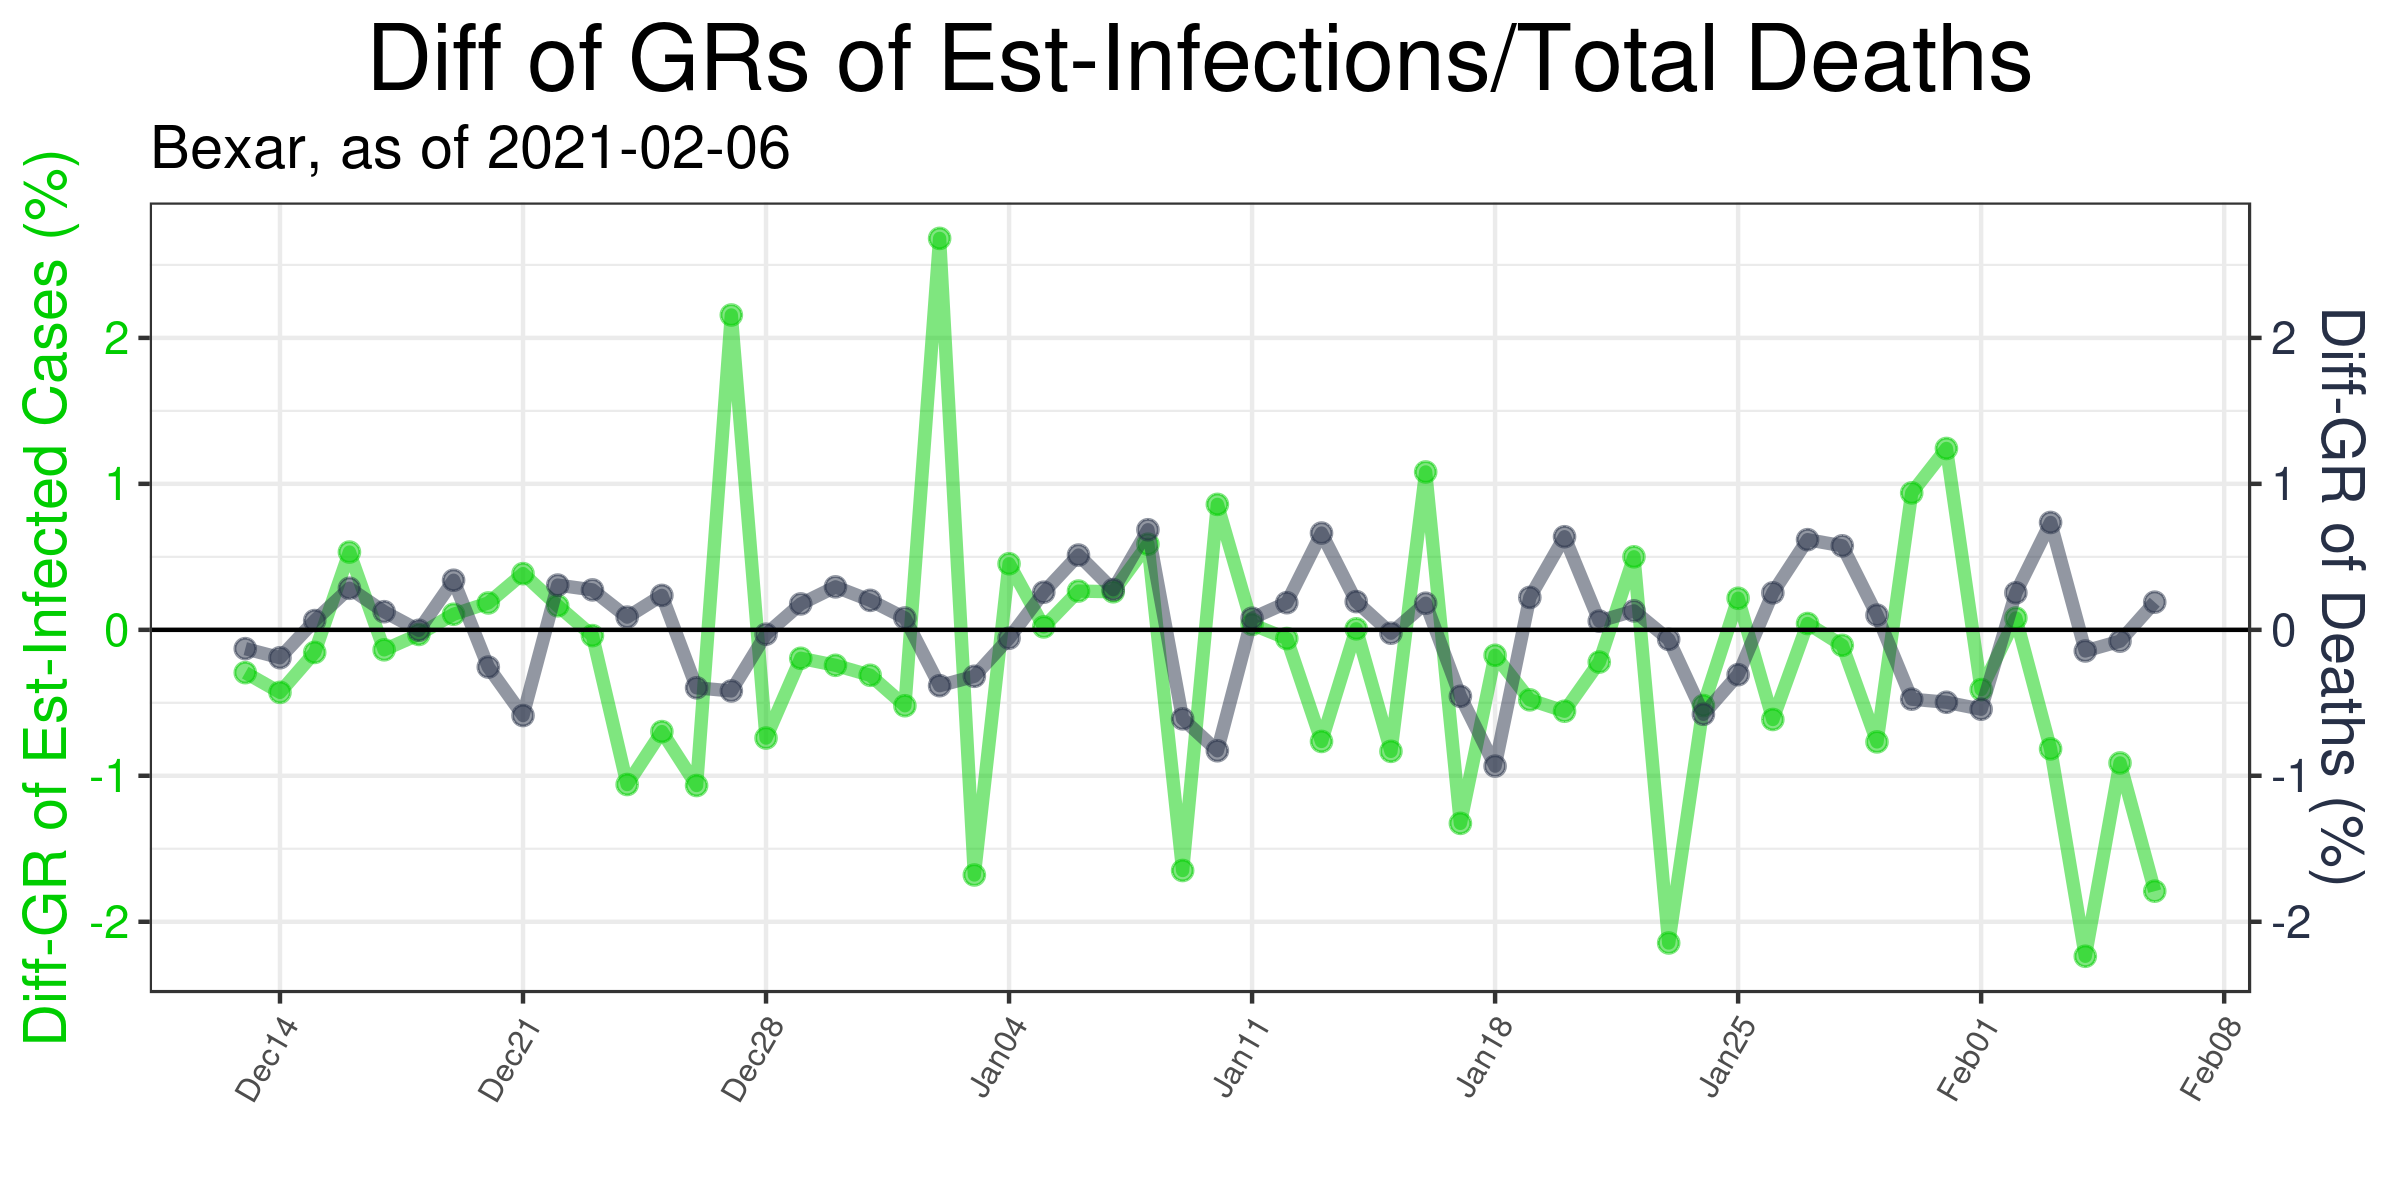 Diff of GRs of Est-Infections/Total Deaths
Bexar, as of 2021-02-06
Diff-GR of Est-Infected Cases (%)
2
1
0
-1
-2
2
1
0
-1
-2
Diff-GR of Deaths (%)
Dec14
Dec21
Dec28
Jan04
Jan11
Jan18
Jan25
Feb01
Feb08